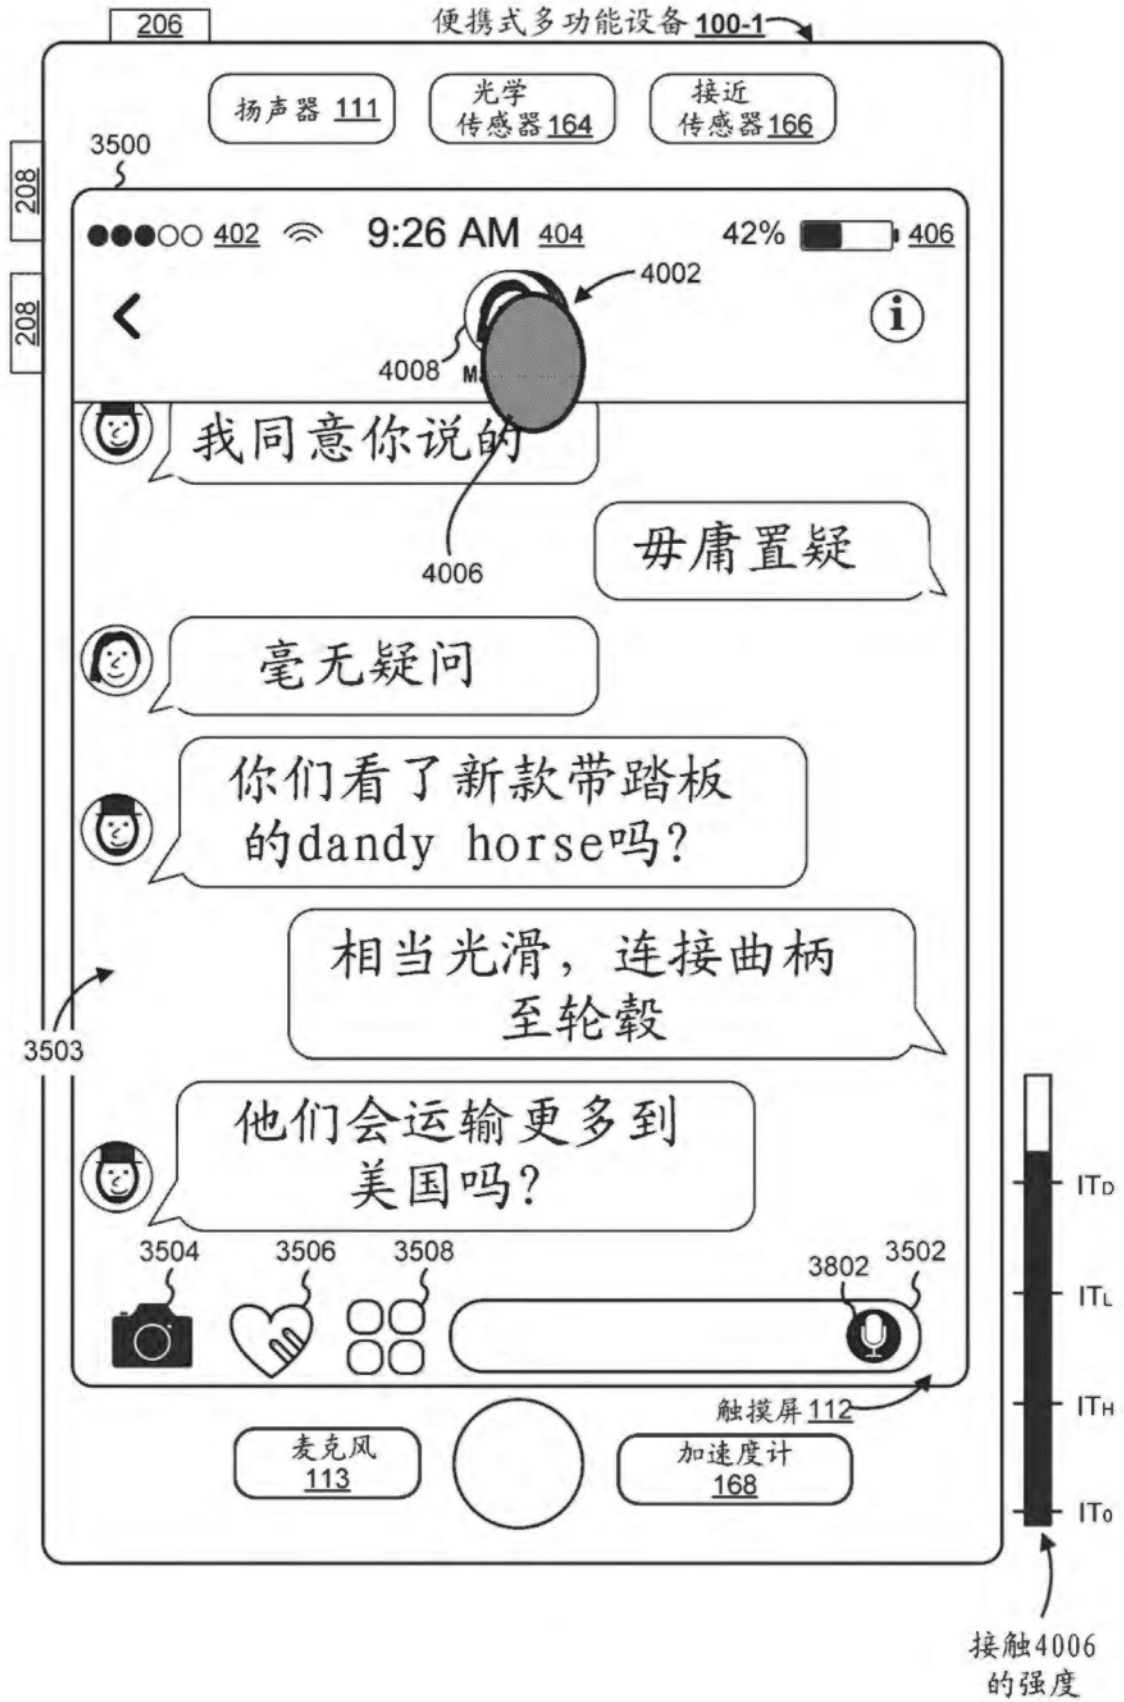 206
便携式多功能设备 100-1
扬声器 111
光学
传感器 164
接近
传感器 166
3500
208
402
9:26 AM 404
42%
406
4002
208
4008
我同意你说的
毋庸置疑
4006
毫无疑问
你们看了新款带踏板
的dandy horse吗?
相当光滑，连接曲柄
至轮毂
3503
他们会运输更多到
美国吗?
ITD
3504
3506
3508
3802
3502
ITL
触摸屏 112
ITH
麦克风
113
加速度计
168
IT0
接触4006
的强度